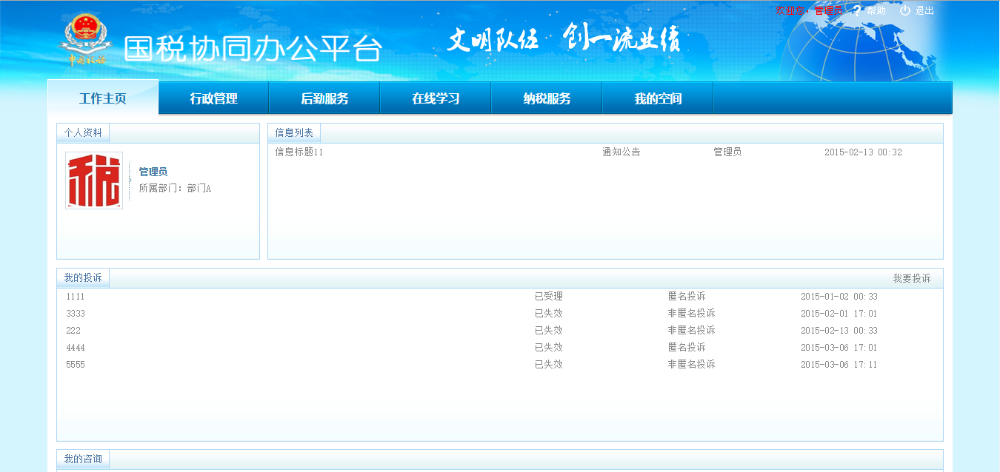 欢迎您，管理员 帮助 退出
中国税务
国税协同办公平台
文明队伍 创一流业绩
工作主页 行政管理 后勤服务 在线学习 纳税服务 我的空间
个人资料
税
管理员
所属部门：部门A
信息列表
信息标题11 通知公告 管理员 2015-02-13 00:32
我的投诉 我要投诉
1111 已受理 匿名投诉 2015-01-02 00:33
3333 已失效 非匿名投诉 2015-02-01 17:01
222 已失效 非匿名投诉 2015-02-13 00:33
4444 已失效 匿名投诉 2015-03-06 17:01
5555 已失效 非匿名投诉 2015-03-06 17:11
我的咨询